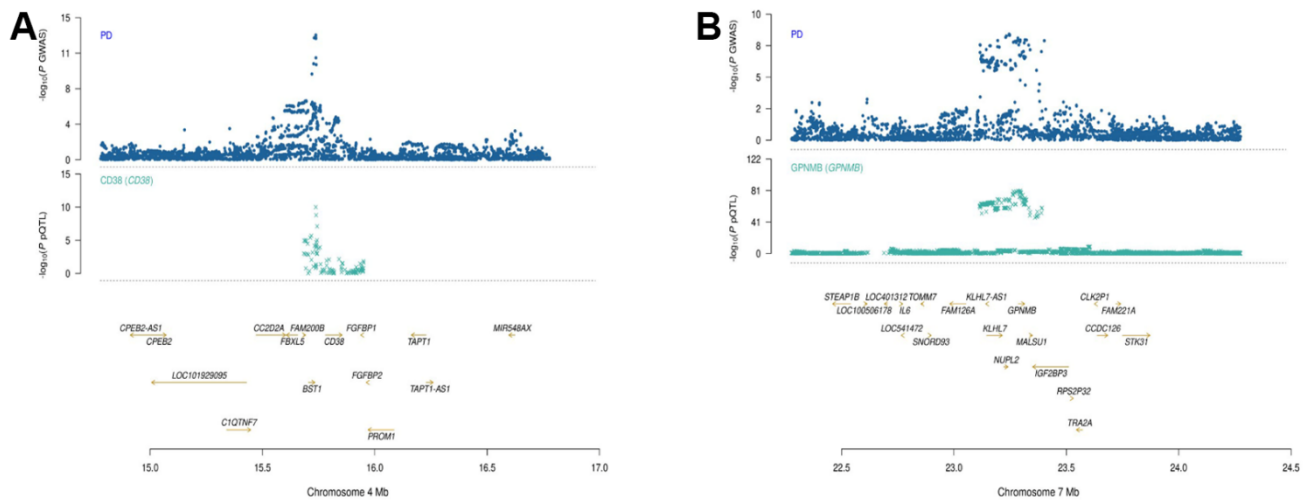 A
-log10(P GWAS)
15
11
8
4
0
PD
-log10(P pQTL)
15
10
5
0
CD38 (CD38)
CPEB2-AS1 CC2D2A FAM200B FGFBP1 MIR548AX
CPEB2 FBXL5 CD38 TAPT1
LOC101929095 FGFBP2
BST1 TAPT1-AS1
C1QTNF7
PROM1
15.0 15.5 16.0 16.5 17.0
Chromosome 4 Mb
B
-log10(P GWAS)
10
8
5
2
0
PD
-log10(P pQTL)
122
81
41
0
GPNMB (GPNMB)
STEAP1B LOC401312 TOMM7 KLHL7-AS1 CLK2P1
LOC100506178 IL6 FAM126A GPNMB FAM221A
LOC541472 KLHL7 CCDC126
SNORD93 MALSU1 STK31
NUPL2
IGF2BP3
RPS2P32
TRA2A
22.5 23.0 23.5 24.0 24.5
Chromosome 7 Mb